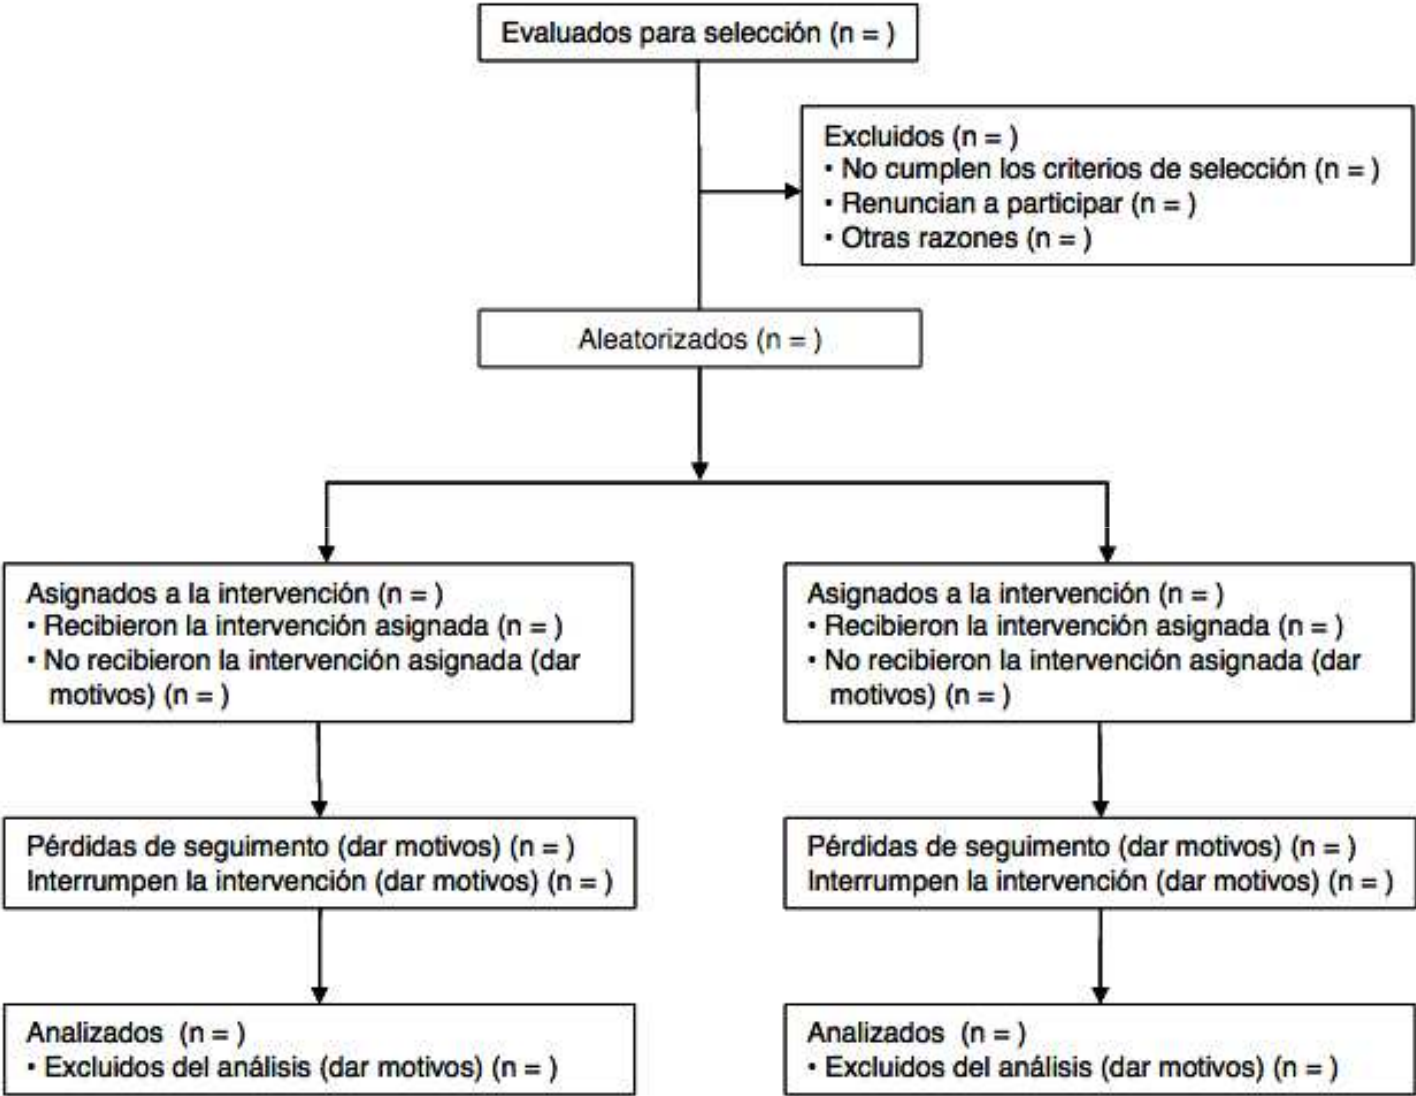 Evaluados para selección (n = )
Excluidos (n = )
• No cumplen los criterios de selección (n = )
• Renuncian a participar (n = )
• Otras razones (n = )
Aleatorizados (n = )
Asignados a la intervención (n = )
• Recibieron la intervención asignada (n = )
• No recibieron la intervención asignada (dar
motivos) (n = )
Asignados a la intervención (n = )
• Recibieron la intervención asignada (n = )
• No recibieron la intervención asignada (dar
motivos) (n = )
Pérdidas de seguimento (dar motivos) (n = )
Interrumpen la intervención (dar motivos) (n = )
Pérdidas de seguimento (dar motivos) (n = )
Interrumpen la intervención (dar motivos) (n = )
Analizados (n = )
• Excluidos del análisis (dar motivos) (n = )
Analizados (n = )
• Excluidos del análisis (dar motivos) (n = )